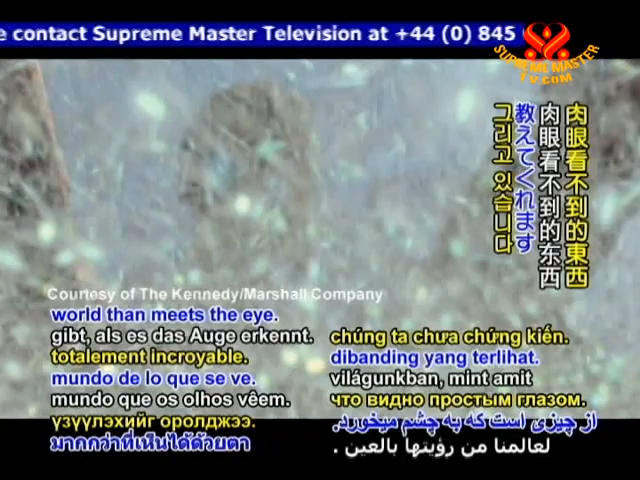 e contact Supreme Master Television at +44 (0) 845
SUPREME MASTER
TV.COM
肉眼看不到的東西
肉眼看不到的东西
教えてくれます
그리고 있습니다
Courtesy of The Kennedy/Marshall Company
world than meets the eye.
gibt, als es das Auge erkennt.
totalement incroyable.
mundo de lo que se ve.
mundo que os olhos vêem.
үзүүлэхийг оролджээ.
มากกว่าที่เห็นได้ด้วยตา
chúng ta chưa chứng kiến.
dibanding yang terlihat.
világunkban, mint amit
что видно простым глазом.
از چیزی است که به چشم میخورد.
لعالمنا من رؤيتها بالعين .